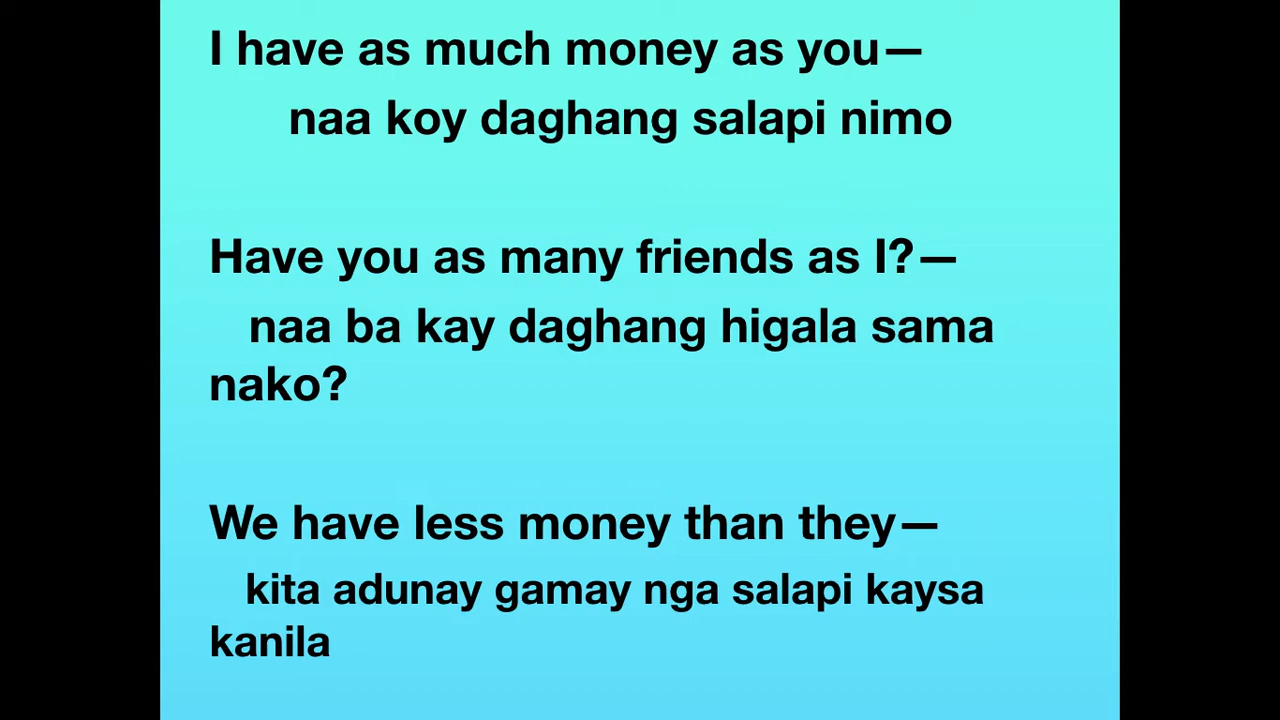 I have as much money as you—
naa koy daghang salapi nimo
Have you as many friends as I?—
naa ba kay daghang higala sama
nako?
We have less money than they—
kita adunay gamay nga salapi kaysa
kanila